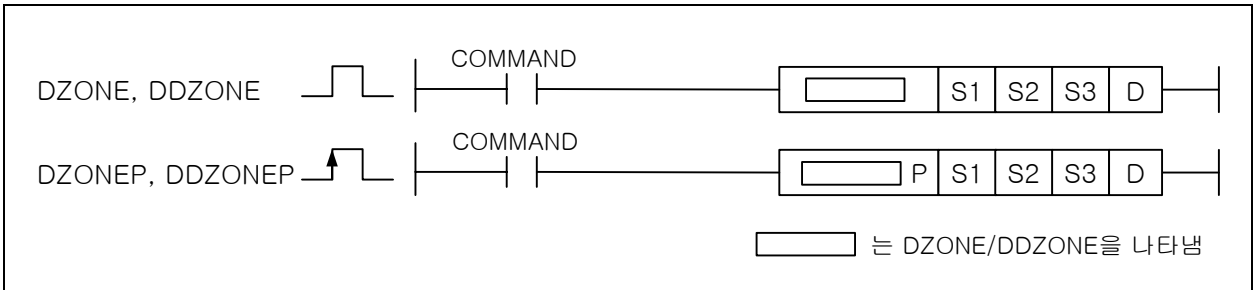 COMMAND
DZONE, DDZONE S1 S2 S3 D
COMMAND
DZONEP, DDZONEP P S1 S2 S3 D
는 DZONE/DDZONE을 나타냄